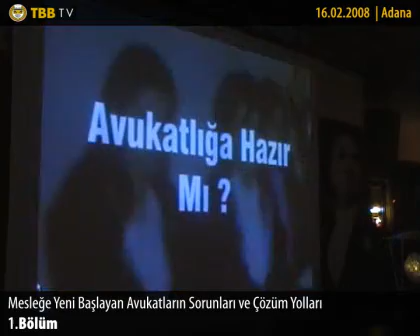 TBB TV
16.02.2008 | Adana
Avukatlığa Hazır
Mı ?
Mesleğe Yeni Başlayan Avukatların Sorunları ve Çözüm Yolları
1.Bölüm